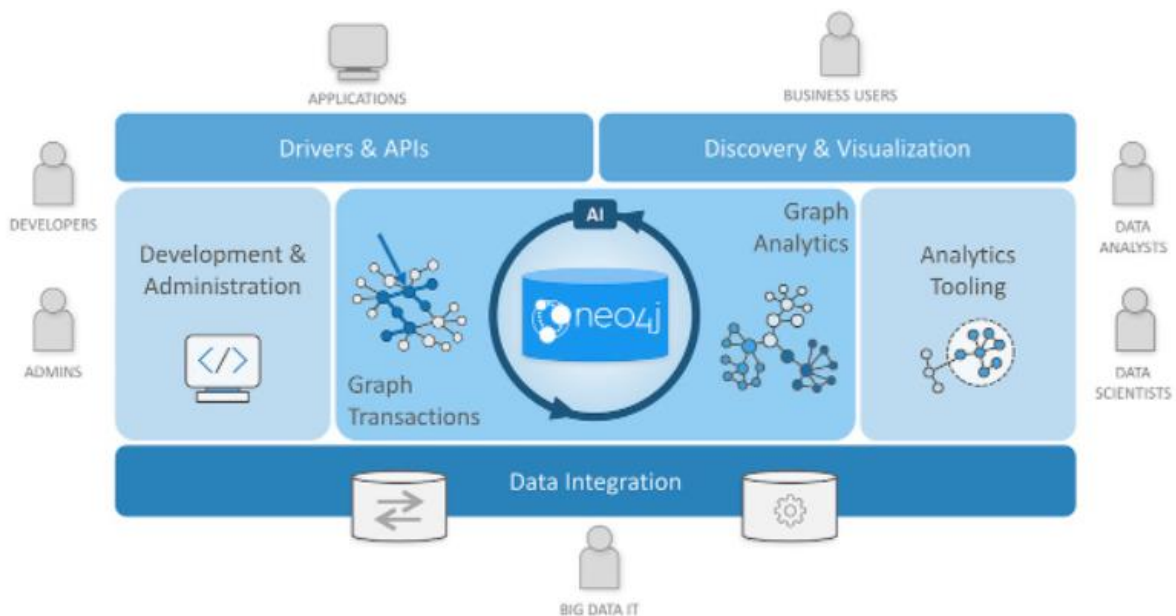 APPLICATIONS
BUSINESS USERS
Drivers & APIs
Discovery & Visualization
DEVELOPERS
ADMINS
Development &
Administration
</>
Graph
Transactions
AI
neo4j
Graph
Analytics
Analytics
Tooling
DATA
ANALYSTS
DATA
SCIENTISTS
Data Integration
BIG DATA IT